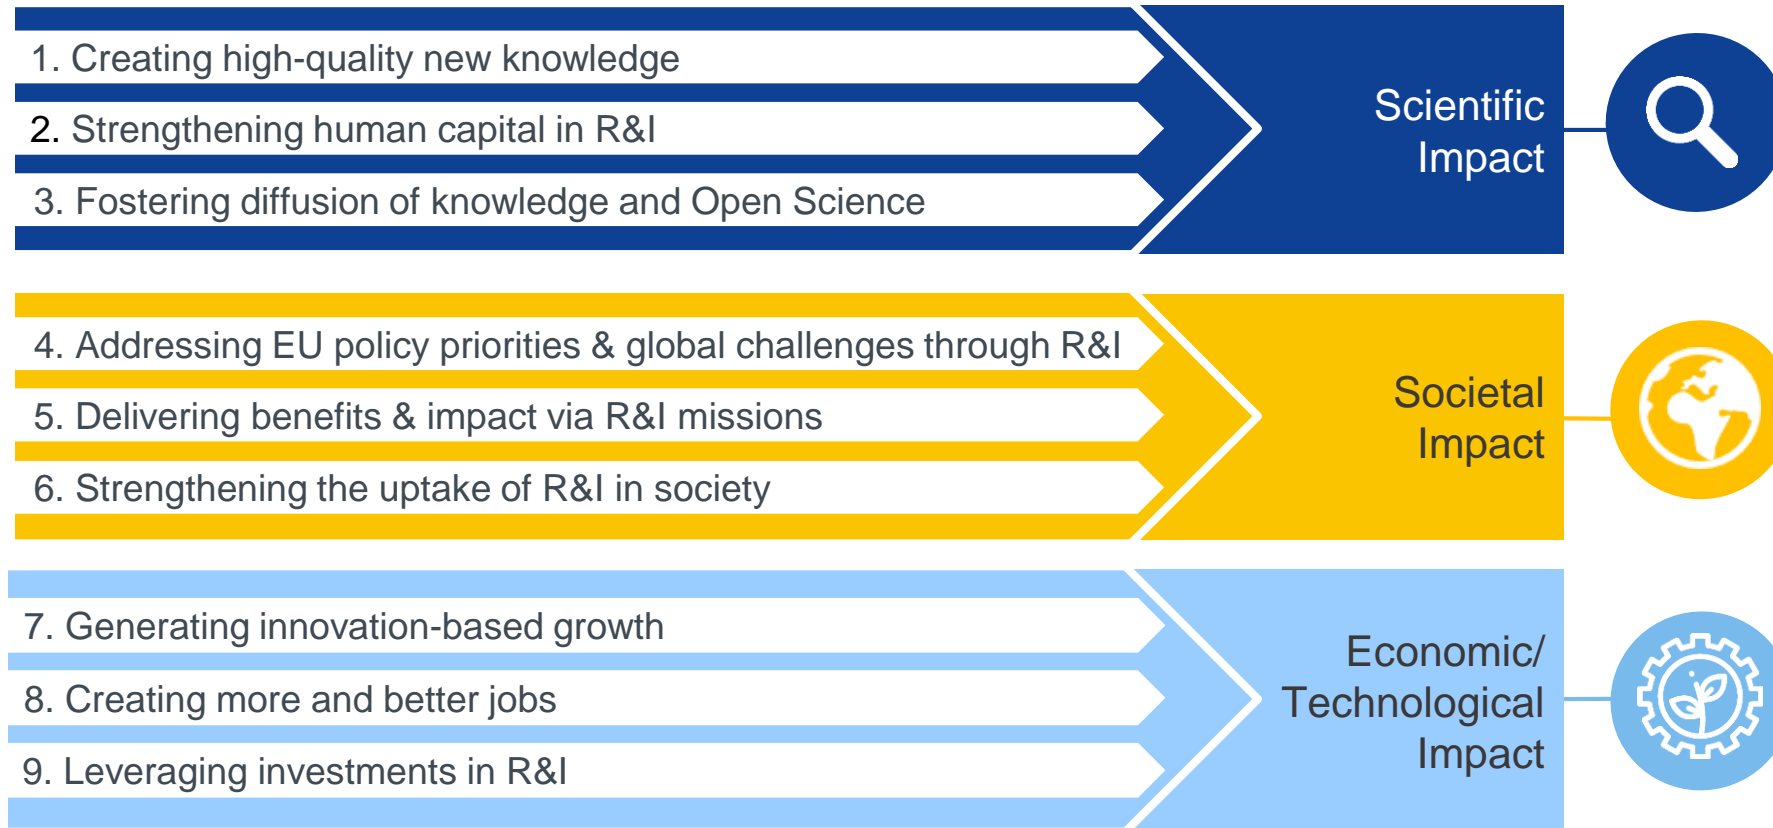 1. Creating high-quality new knowledge
2. Strengthening human capital in R&I
3. Fostering diffusion of knowledge and Open Science
Scientific
Impact
4. Addressing EU policy priorities & global challenges through R&I
5. Delivering benefits & impact via R&I missions
6. Strengthening the uptake of R&I in society
Societal
Impact
7. Generating innovation-based growth
8. Creating more and better jobs
9. Leveraging investments in R&I
Economic/
Technological
Impact